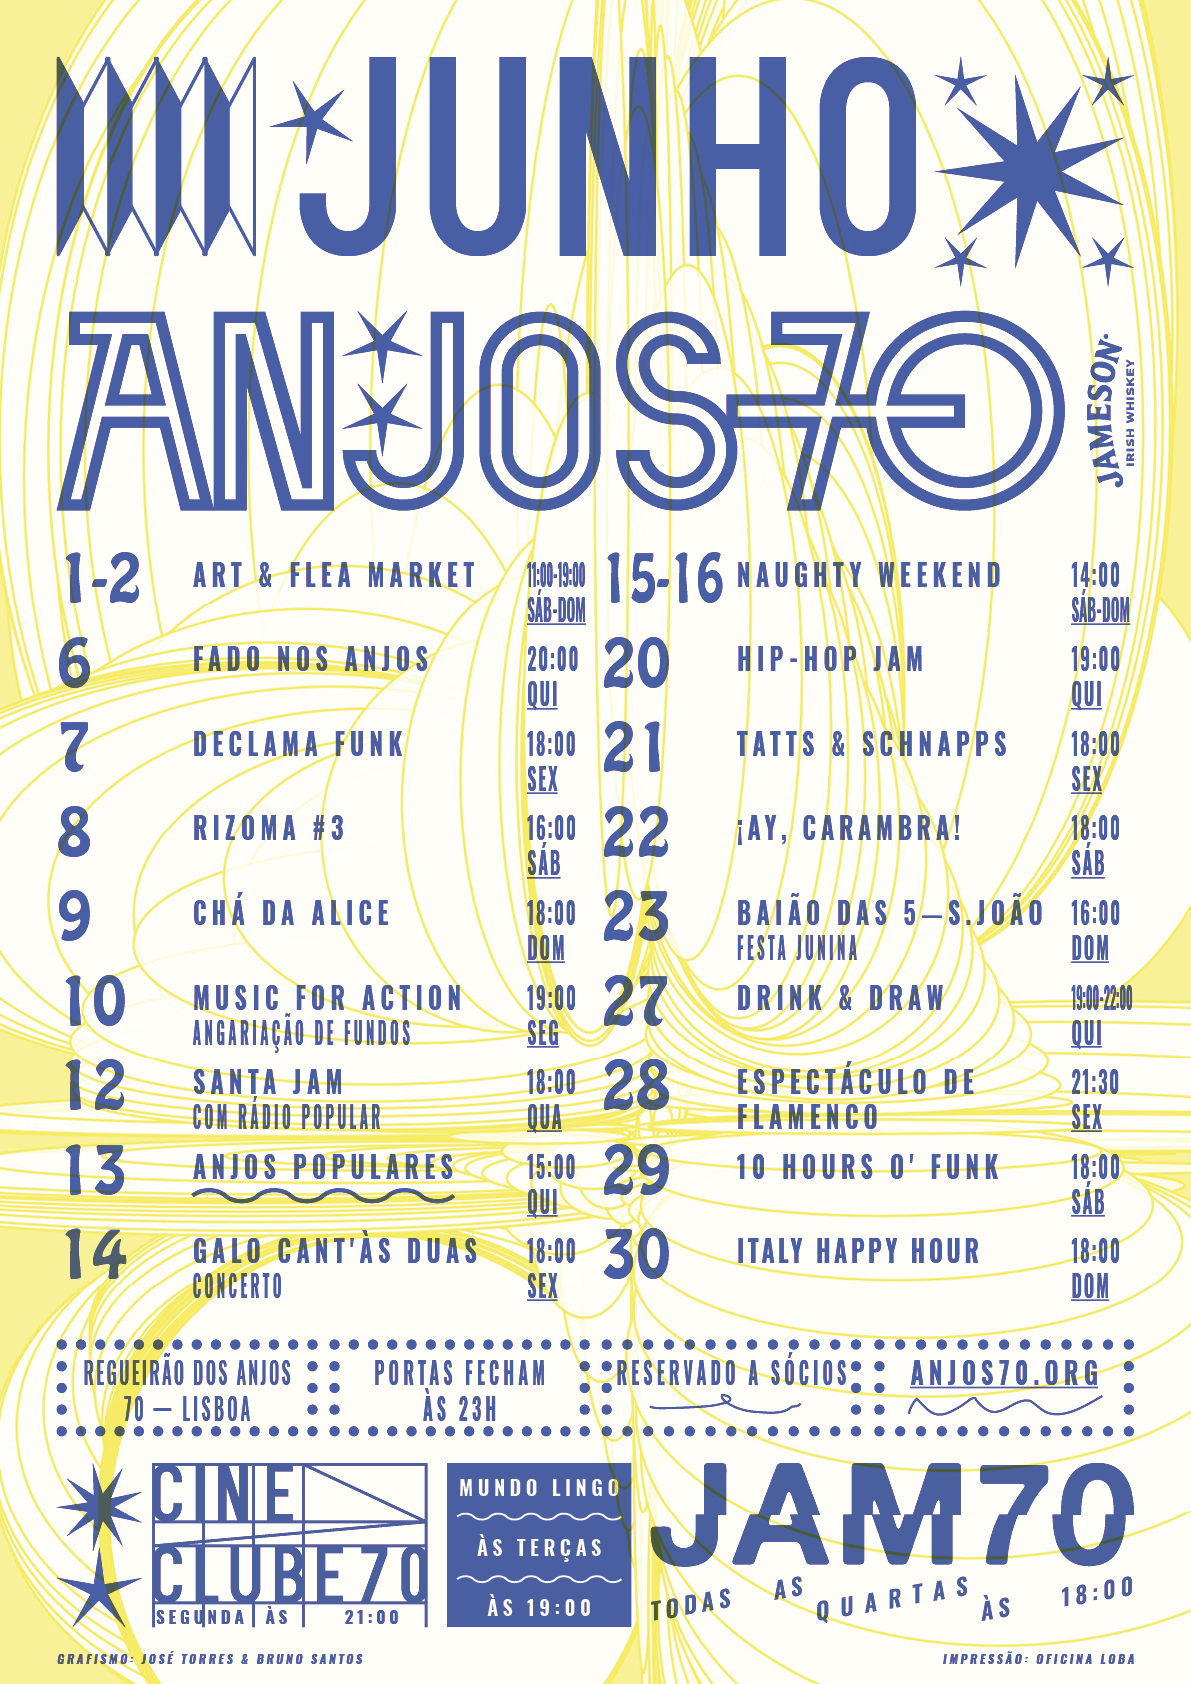 JUNHO
ANJOS70
JAMESON
IRISH WHISKEY
1-2 ART & FLEA MARKET 11:00-19:00
SÁB-DOM
6 FADO NOS ANJOS 20:00
QUI
7 DECLAMA FUNK 18:00
SEX
8 RIZOMA #3 16:00
SÁB
9 CHÁ DA ALICE 18:00
DOM
10 MUSIC FOR ACTION 19:00
ANGARIAÇÃO DE FUNDOS SEG
12 SANTA JAM 18:00
COM RÁDIO POPULAR QUA
13 ANJOS POPULARES 15:00
QUI
14 GALO CANT'ÀS DUAS 18:00
CONCERTO SEX
15-16 NAUGHTY WEEKEND 14:00
SÁB-DOM
20 HIP-HOP JAM 19:00
QUI
21 TATTS & SCHNAPPS 18:00
SEX
22 ¡AY, CARAMBRA! 18:00
SÁB
23 BAIÃO DAS 5—S.JOÃO 16:00
FESTA JUNINA DOM
27 DRINK & DRAW 19:00-22:00
QUI
28 ESPECTÁCULO DE 21:30
FLAMENCO SEX
29 10 HOURS O' FUNK 18:00
SÁB
30 ITALY HAPPY HOUR 18:00
DOM
REGUEIRÃO DOS ANJOS
70 — LISBOA
PORTAS FECHAM
ÀS 23H
RESERVADO A SÓCIOS
ANJOS70.ORG
CINE
CLUBE70
SEGUNDA ÀS 21:00
MUNDO LINGO
ÀS TERÇAS
ÀS 19:00
JAM70
TODAS AS QUARTAS ÀS 18:00
GRAFISMO: JOSÉ TORRES & BRUNO SANTOS
IMPRESSÃO: OFICINA LOBA